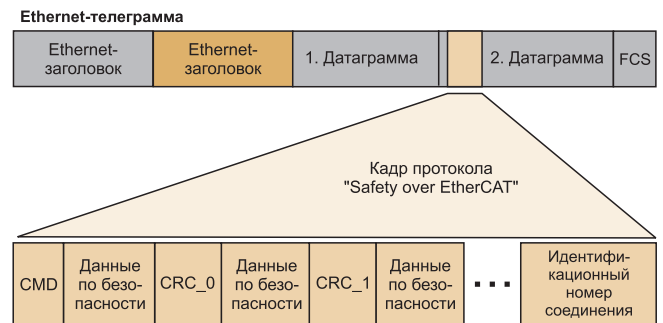 Ethernet-телеграмма
Ethernet-
заголовок
Ethernet-
заголовок
1. Датаграмма
2. Датаграмма
FCS
Кадр протокола
"Safety over EtherCAT"
CMD
Данные
по безо-
пасности
CRC_0
Данные
по безо-
пасности
CRC_1
Данные
по безо-
пасности
Идентифи-
кационный
номер
соединения